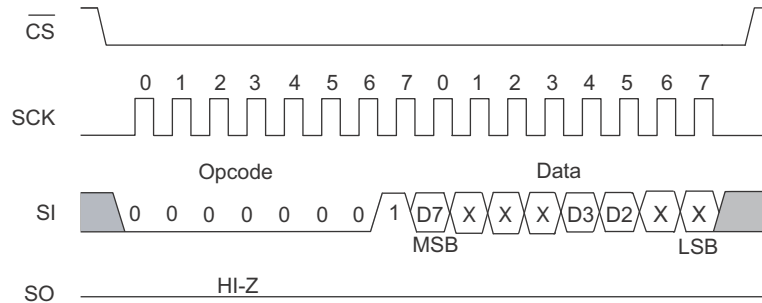 CS
0 1 2 3 4 5 6 7 0 1 2 3 4 5 6 7
SCK
Opcode Data
SI 0 0 0 0 0 0 0 1 D7 X X X D3 D2 X X
MSB LSB
HI-Z
SO